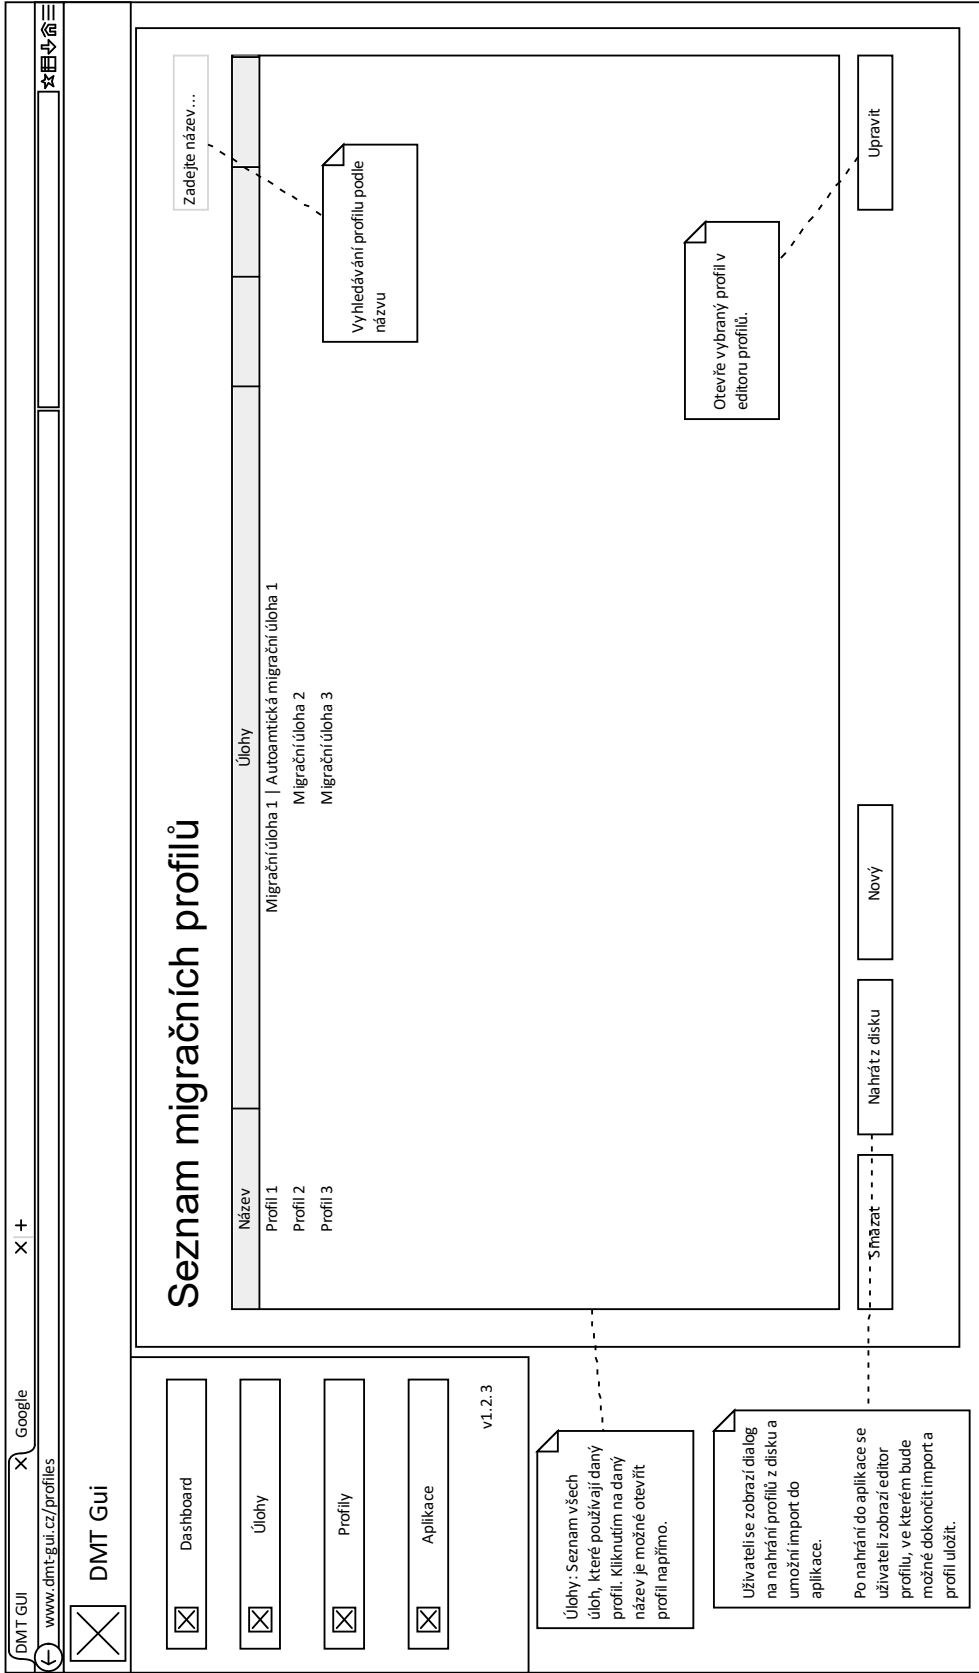 DMT GUI
Google
www.dmt-gui.cz/profiles
DMT Gui
Dashboard
Úlohy
Profily
Aplikace
v1.2.3
Seznam migračních profilů
Zadejte název...
Název
Úlohy
Profil 1
Migrační úloha 1 | Autoamtická migrační úloha 1
Profil 2
Migrační úloha 2
Profil 3
Migrační úloha 3
Vyhledávání profilu podle
názvu
Otevře vybraný profil v
editoru profilů.
Smazat
Nahrát z disku
Nový
Upravit
Úlohy: Seznam všech
úloh, které používají daný
profil. Kliknutím na daný
název je možné otevřít
profil napřímo.
Uživateli se zobrazí dialog
na nahrání profilů z disku a
umožní import do
aplikace.
Po nahrání do aplikace se
uživateli zobrazí editor
profilu, ve kterém bude
možné dokončit import a
profil uložit.